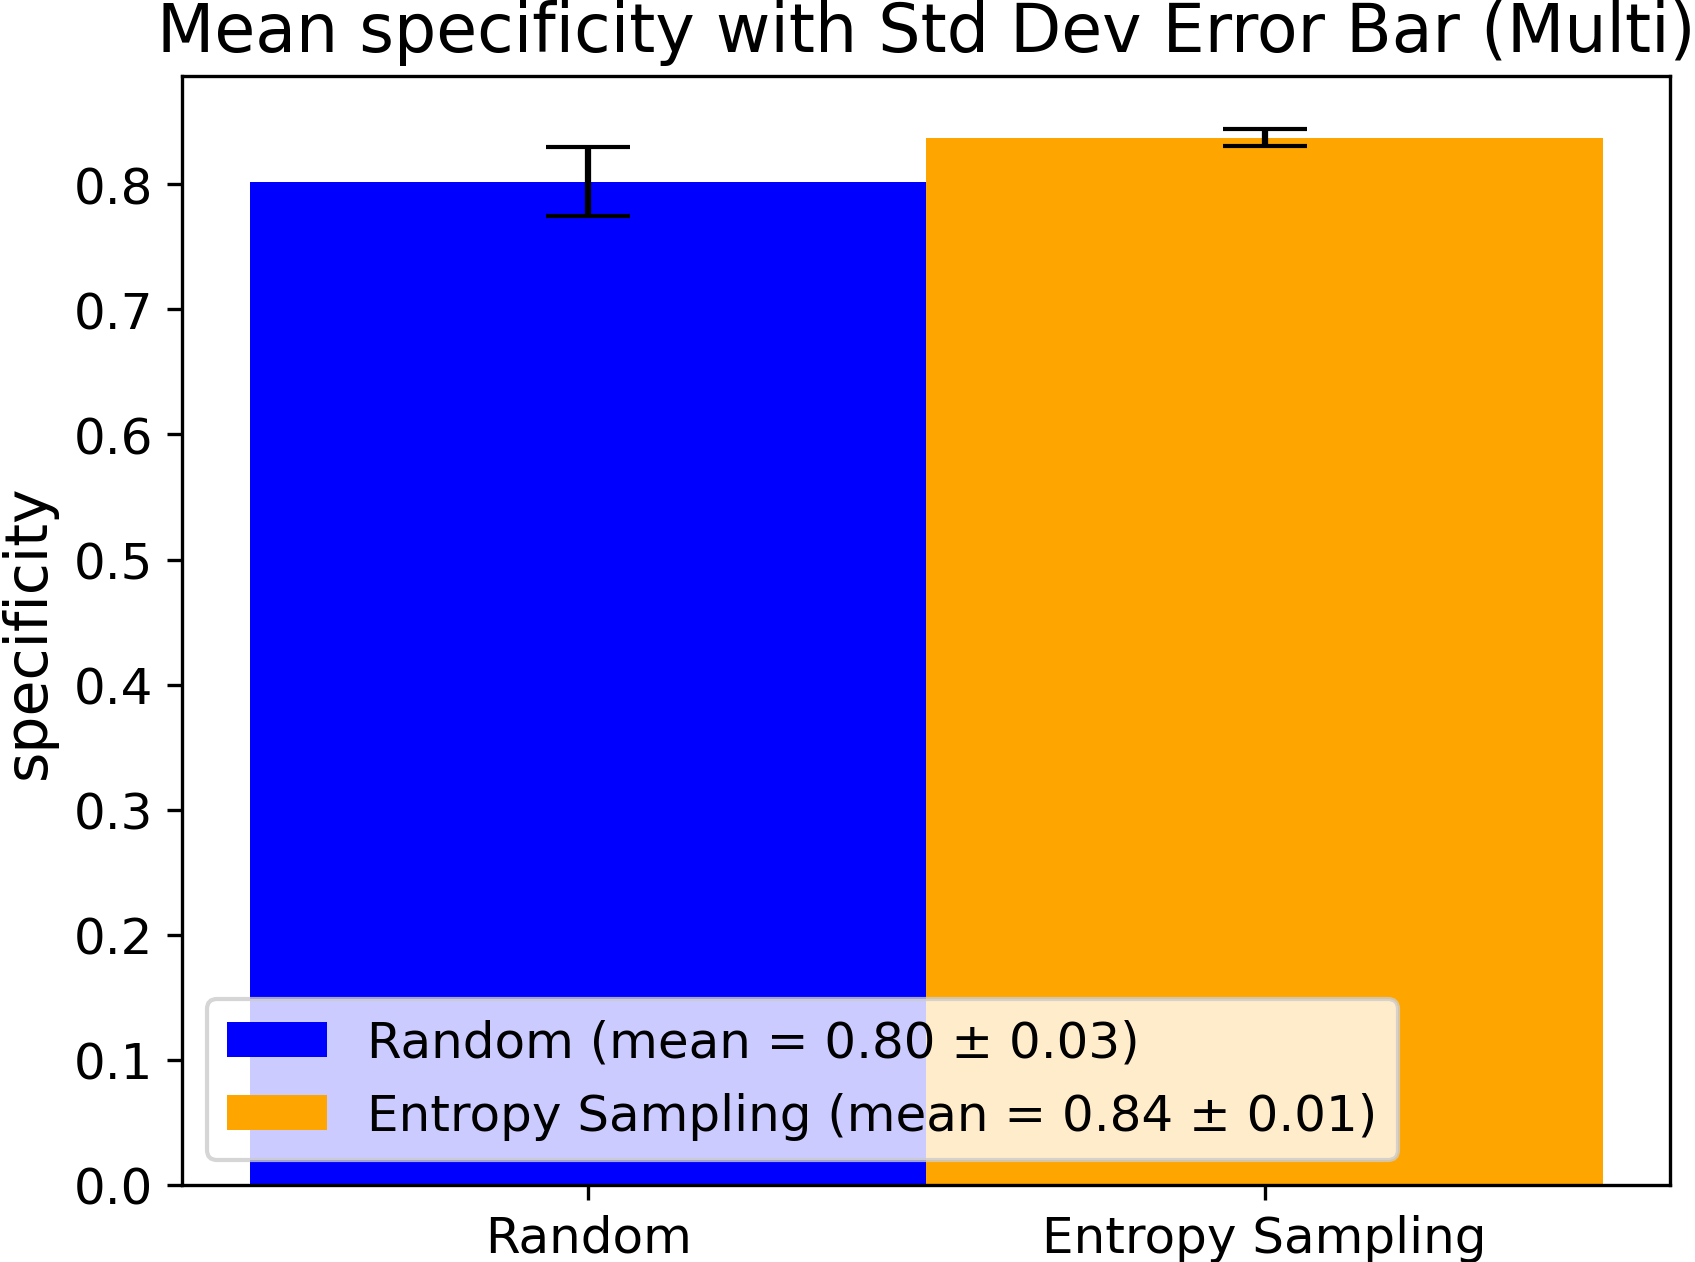 Mean specificity with Std Dev Error Bar (Multi)
specificity
0.8
0.7
0.6
0.5
0.4
0.3
0.2
0.1
0.0
Random (mean = 0.80 ± 0.03)
Entropy Sampling (mean = 0.84 ± 0.01)
Random
Entropy Sampling